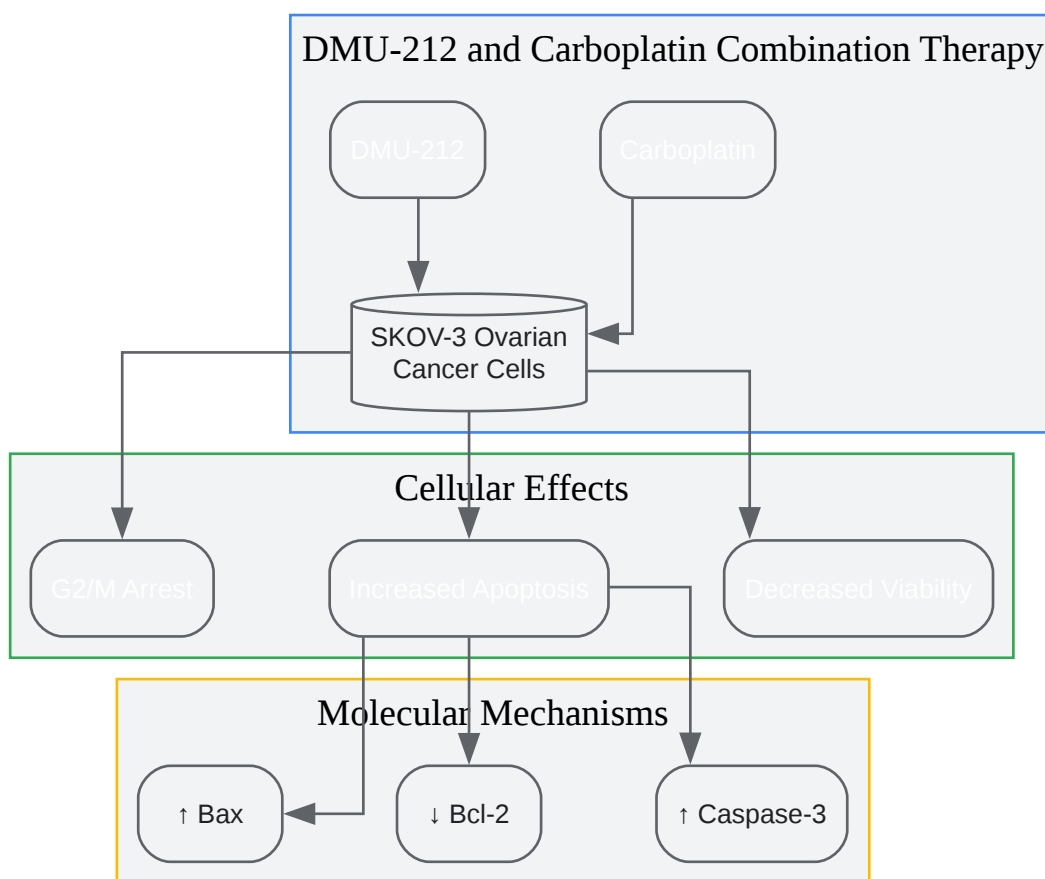 DMU-212 and Carboplatin Combination Therapy
DMU-212
Carboplatin
SKOV-3 Ovarian
Cancer Cells
Cellular Effects
G2/M Arrest
Increased Apoptosis
Decreased Viability
Molecular Mechanisms
↑ Bax
↓ Bcl-2
↑ Caspase-3